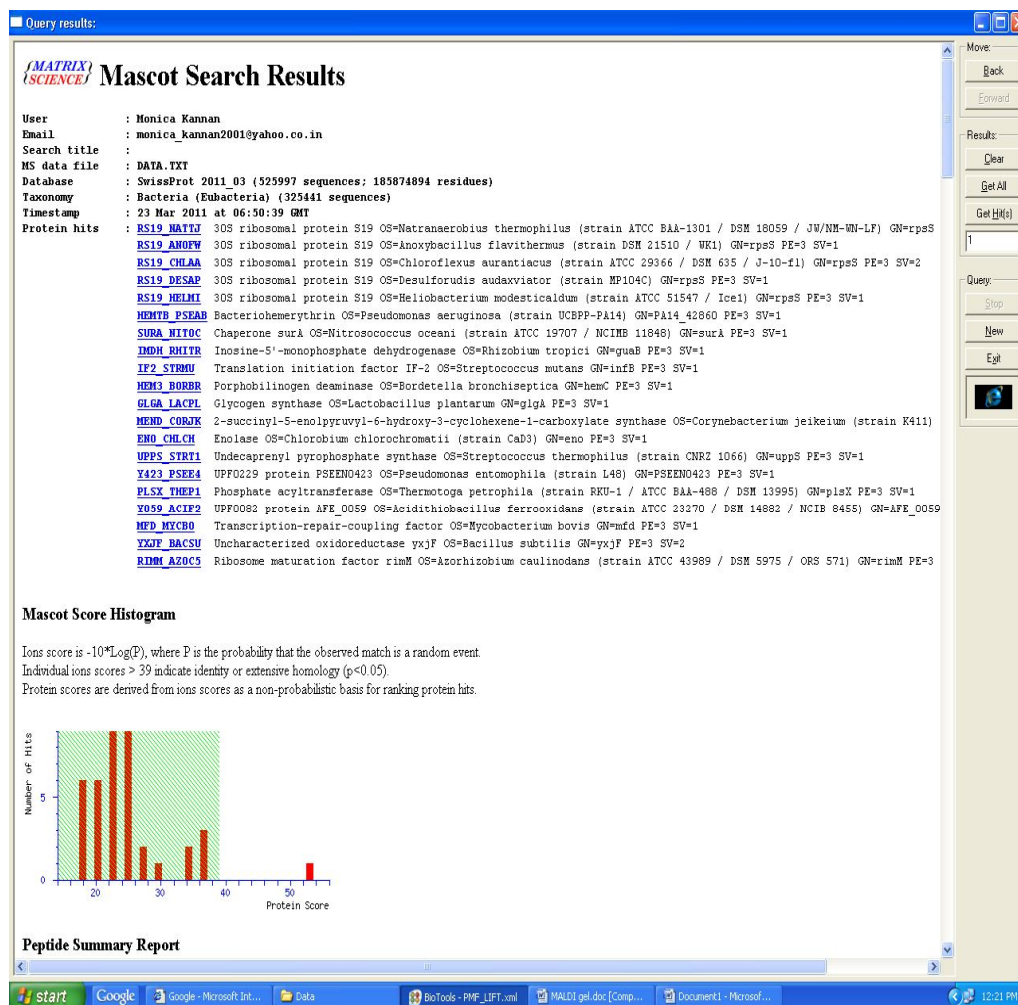 Query results:
{MATRIX SCIENCE} Mascot Search Results
User : Monica Kannan
Email : monica_kannan2001@yahoo.co.in
Search title :
MS data file : DATA.TXT
Database : SwissProt 2011_03 (525997 sequences; 185874894 residues)
Taxonomy : Bacteria (Eubacteria) (325441 sequences)
Timestamp : 23 Mar 2011 at 06:50:39 GMT
Protein hits : RS19_NATTJ 30S ribosomal protein S19 OS=Natranaerobius thermophilus (strain ATCC BAA-1301 / DSM 18059 / JW/NM-WN-LF) GN=rpsS
RS19_ANOFW 30S ribosomal protein S19 OS=Anoxybacillus flavithermus (strain DSM 21510 / WK1) GN=rpsS PE=3 SV=1
RS19_CHLAA 30S ribosomal protein S19 OS=Chloroflexus aurantiacus (strain ATCC 29366 / DSM 635 / J-10-fl) GN=rpsS PE=3 SV=2
RS19_DESAP 30S ribosomal protein S19 OS=Desulforudis audaxviator (strain MP104C) GN=rpsS PE=3 SV=1
RS19_HELMI 30S ribosomal protein S19 OS=Heliobacterium modesticaldum (strain ATCC 51547 / Ice1) GN=rpsS PE=3 SV=1
HEMTB_PSEAB Bacteriohemerythrin OS=Pseudomonas aeruginosa (strain UCBPP-PA14) GN=PA14_42860 PE=3 SV=1
SURA_NITOC Chaperone surA OS=Nitrosococcus oceani (strain ATCC 19707 / NCIMB 11848) GN=surA PE=3 SV=1
IMDH_RHITR Inosine-5'-monophosphate dehydrogenase OS=Rhizobium tropici GN=guaB PE=3 SV=1
IF2_STRMU Translation initiation factor IF-2 OS=Streptococcus mutans GN=infB PE=3 SV=1
HEM3_BORBR Porphobilinogen deaminase OS=Bordetella bronchiseptica GN=hemC PE=3 SV=1
GLGA_LACPL Glycogen synthase OS=Lactobacillus plantarum GN=glgA PE=3 SV=1
MEND_CORJK 2-succinyl-5-enolpyruvyl-6-hydroxy-3-cyclohexene-1-carboxylate synthase OS=Corynebacterium jeikeium (strain K411)
ENO_CHLCH Enolase OS=Chlorobium chlorochromatii (strain CaD3) GN=eno PE=3 SV=1
UPPS_STRT1 Undecaprenyl pyrophosphate synthase OS=Streptococcus thermophilus (strain CNRZ 1066) GN=uppS PE=3 SV=1
Y423_PSEE4 UPF0229 protein PSEEN0423 OS=Pseudomonas entomophila (strain L48) GN=PSEEN0423 PE=3 SV=1
PLSX_THEP1 Phosphate acyltransferase OS=Thermotoga petrophila (strain RKU-1 / ATCC BAA-488 / DSM 13995) GN=plsX PE=3 SV=1
Y059_ACIF2 UPF0082 protein AFE_0059 OS=Acidithiobacillus ferrooxidans (strain ATCC 23270 / DSM 14882 / NCIB 8455) GN=AFE_0059
MFD_MYCBO Transcription-repair-coupling factor OS=Mycobacterium bovis GN=mfd PE=3 SV=1
YXJF_BACSU Uncharacterized oxidoreductase yxjF OS=Bacillus subtilis GN=yxjF PE=3 SV=2
RIMM_AZOC5 Ribosome maturation factor rimM OS=Azorhizobium caulinodans (strain ATCC 43989 / DSM 5975 / ORS 571) GN=rimM PE=3
Mascot Score Histogram
Ions score is -10*Log(P), where P is the probability that the observed match is a random event.
Individual ions scores > 39 indicate identity or extensive homology (p<0.05).
Protein scores are derived from ions scores as a non-probabilistic basis for ranking protein hits.
Number of Hits
5
0
20 30 40 50
Protein Score
Peptide Summary Report
Move:
Back
Forward
Results:
Clear
Get All
Get Hit(s)
1
Query:
Stop
New
Exit
start
Google
Google - Microsoft Int...
Data
BioTools - PMF_LIFT.xml
MALDI gel.doc [Comp...
Document1 - Microsof...
12:21 PM